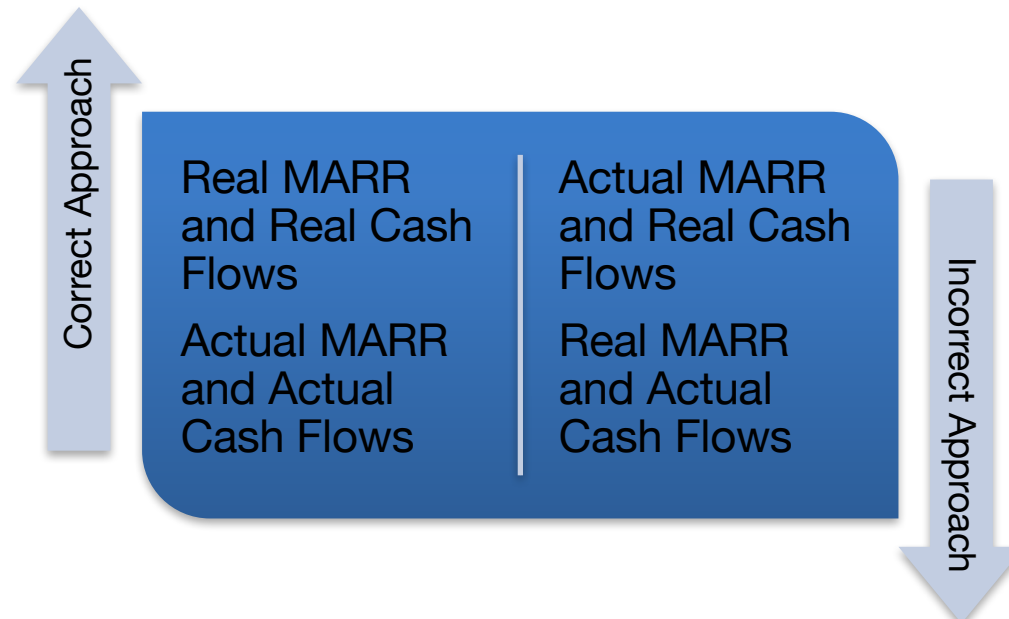 Correct Approach
Real MARR
and Real Cash
Flows
Actual MARR
and Actual
Cash Flows
Actual MARR
and Real Cash
Flows
Real MARR
and Actual
Cash Flows
Incorrect Approach